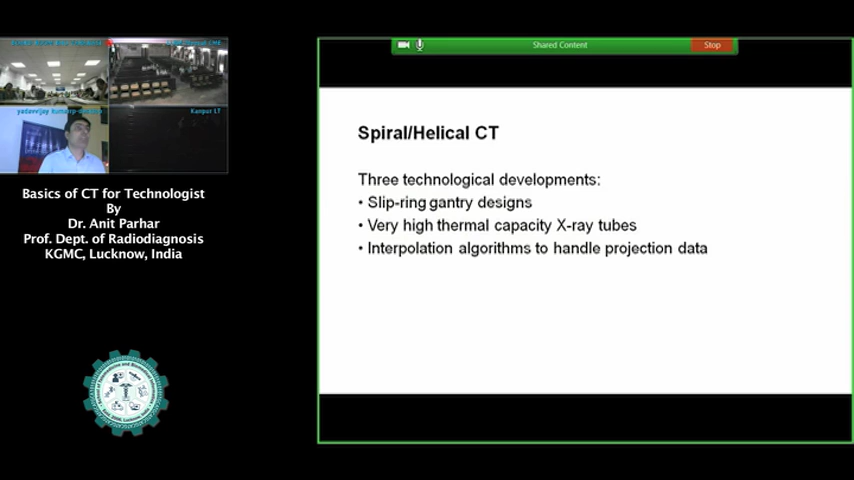 Kanpur LT
Basics of CT for Technologist
By
Dr. Anit Parhar
Prof. Dept. of Radiodiagnosis
KGMC, Lucknow, India
Shared Content
Stop
Spiral/Helical CT
Three technological developments:
• Slip-ring gantry designs
• Very high thermal capacity X-ray tubes
• Interpolation algorithms to handle projection data